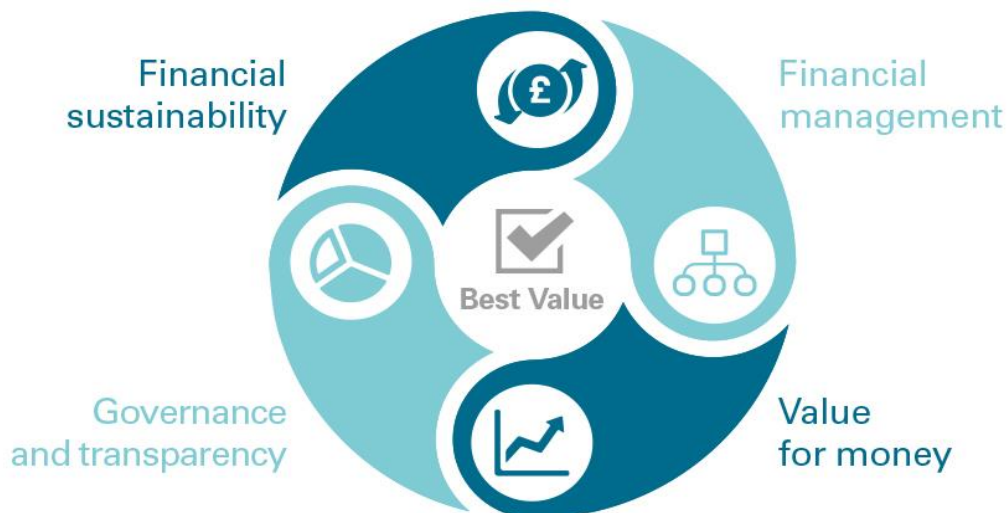 Financial
sustainability
Financial
management
£
Best Value
Governance
and transparency
Value
for money